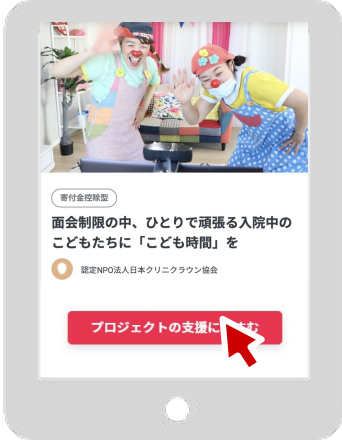 寄付金控除型
面会制限の中、ひとりで頑張る入院中の
こどもたちに「こども時間」を
認定NPO法人日本クリニクラウン協会
プロジェクトの支援に む む